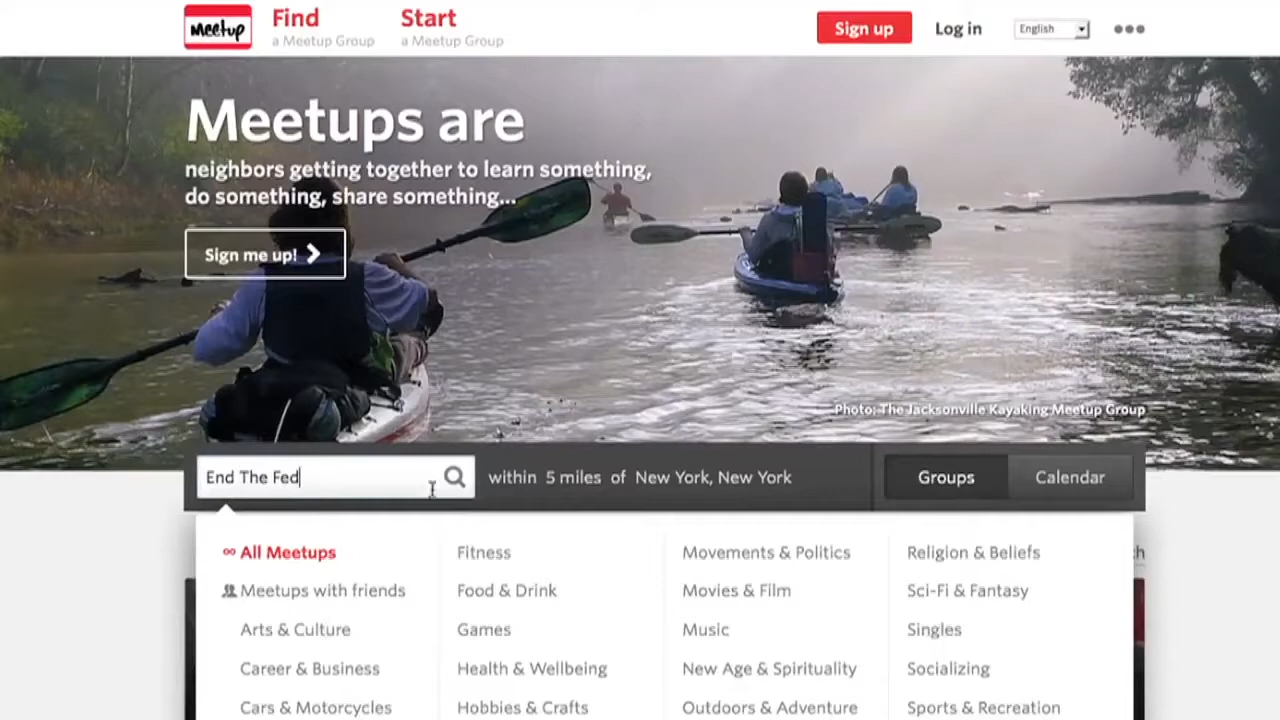 Meetup
Find
a Meetup Group
Start
a Meetup Group
Sign up
Log in
English
Meetups are
neighbors getting together to learn something,
do something, share something...
Sign me up!
Photo: The Jacksonville Kayaking Meetup Group
End The Fed
within 5 miles of New York, New York
Groups
Calendar
All Meetups
Meetups with friends
Arts & Culture
Career & Business
Cars & Motorcycles
Fitness
Food & Drink
Games
Health & Wellbeing
Hobbies & Crafts
Movements & Politics
Movies & Film
Music
New Age & Spirituality
Outdoors & Adventure
Religion & Beliefs
Sci-Fi & Fantasy
Singles
Socializing
Sports & Recreation